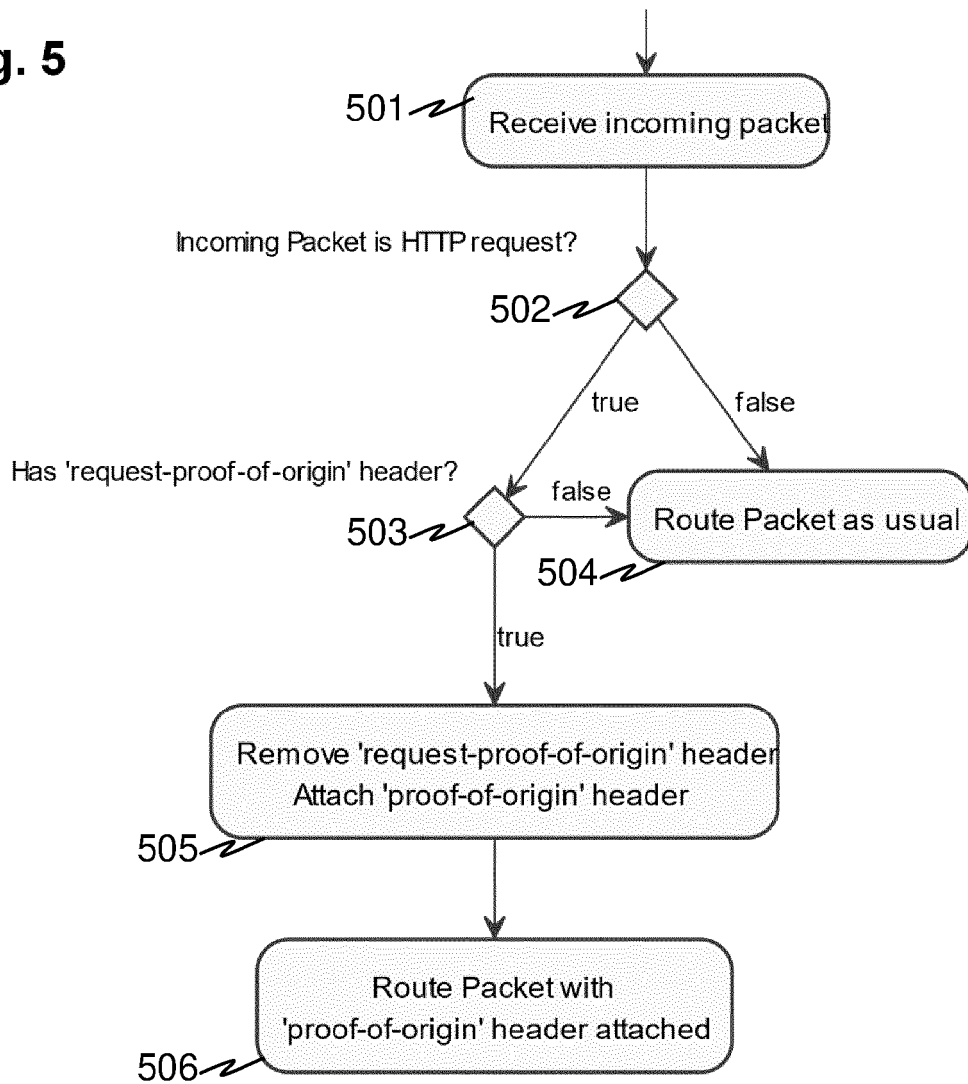 g. 5
501
Receive incoming packet
Incoming Packet is HTTP request?
502
true
false
Has 'request-proof-of-origin' header?
false
503
Route Packet as usual
504
true
Remove 'request-proof-of-origin' header
Attach 'proof-of-origin' header
505
Route Packet with
'proof-of-origin' header attached
506